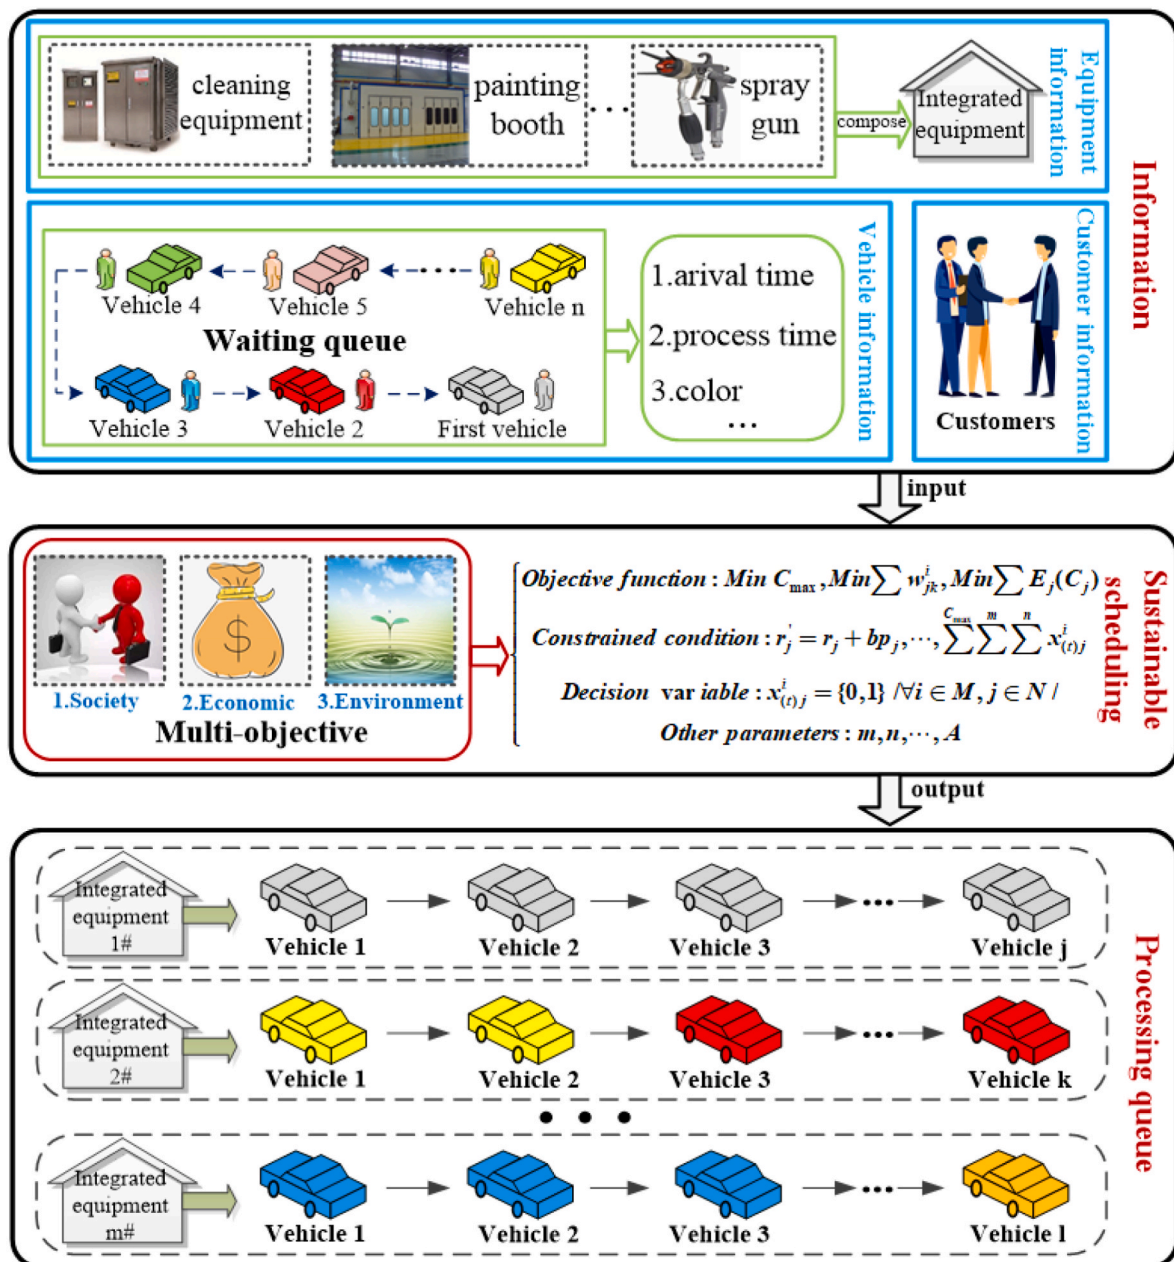 cleaning
equipment
painting
booth
...
spray
gun
compose
Integrated
equipment
Equipment
information
Information
Vehicle 4
Vehicle 5
...
Vehicle n
Waiting queue
Vehicle 3
Vehicle 2
First vehicle
1.arival time
2.process time
3.color
...
Vehicle information
Customers
Customer information
input
1.Society
2.Economic
3.Environment
Multi-objective
$
Objective function : Min C_max , Min∑ w^i_jk , Min∑ E_j(C_j)
Constrained condition : r'_j = r_j + bp_j , ⋯, ∑^{C_max} ∑^m ∑^n x^i_(t)j
Decision var iable : x^i_(t)j = {0,1} /∀i ∈ M, j ∈ N /
Other parameters : m, n, ⋯, A
Sustainable
scheduling
output
Integrated
equipment
1#
Vehicle 1
Vehicle 2
Vehicle 3
...
Vehicle j
Integrated
equipment
2#
Vehicle 1
Vehicle 2
Vehicle 3
...
Vehicle k
• • •
Integrated
equipment
m#
Vehicle 1
Vehicle 2
Vehicle 3
...
Vehicle l
Processing queue